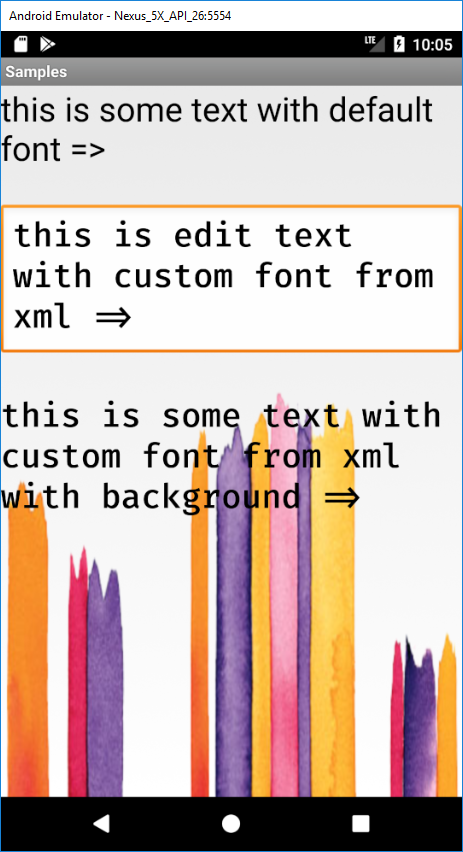 Android Emulator - Nexus_5X_API_26:5554
LTE 10:05
Samples
this is some text with default
font =>
this is edit text
with custom font from
xml =>
this is some text with
custom font from xml
with background =>